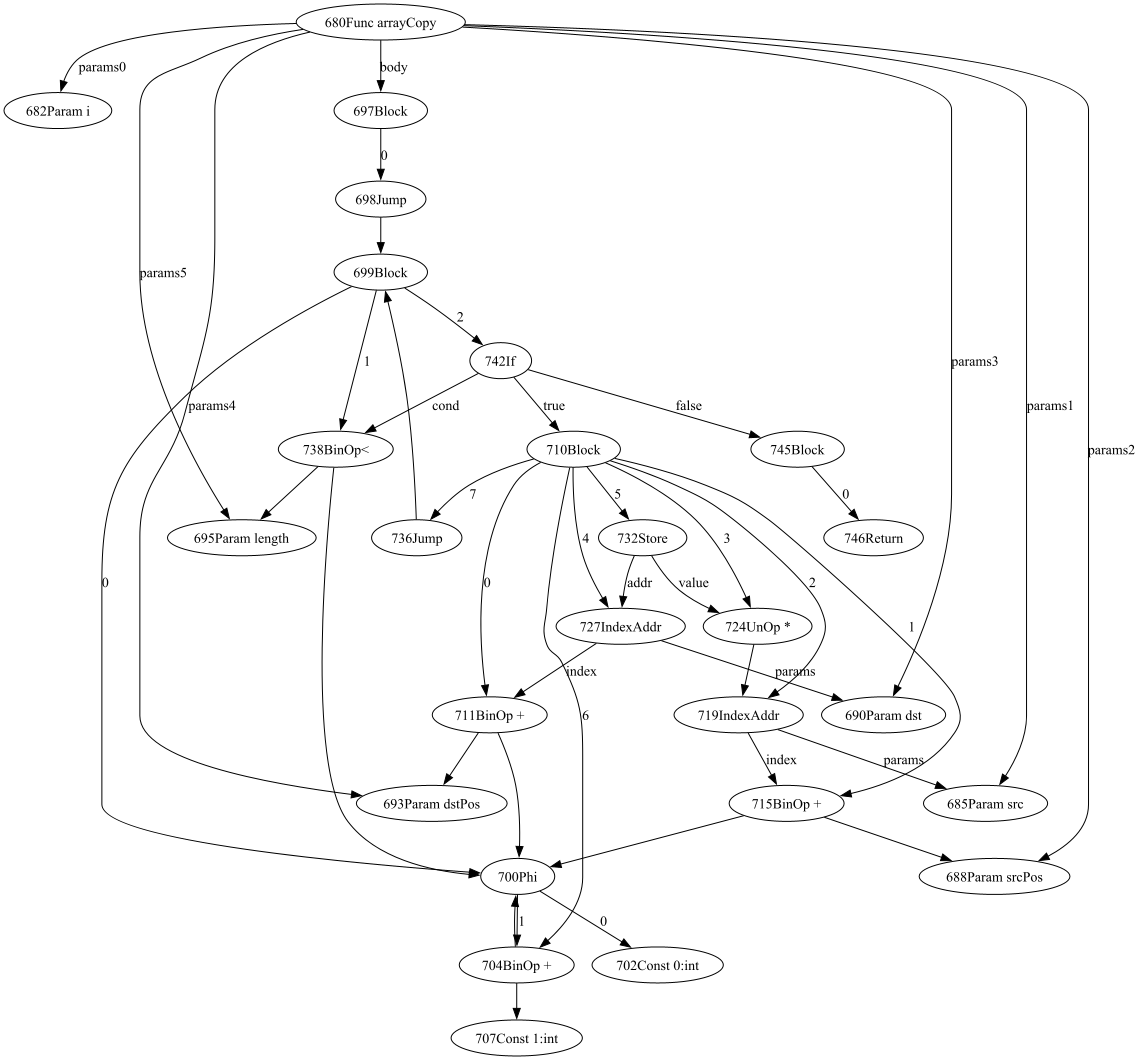 680Func arrayCopy
params0
body
682Param i
697Block
0
698Jump
params5
699Block
2
1
742If
params3
cond
true
false
params4
params1
738BinOp<
710Block
745Block
params2
7
5
0
695Param length
736Jump
4
732Store
3
746Return
0
0
addr
value
2
727IndexAddr
724UnOp *
1
index
params
711BinOp +
6
719IndexAddr
690Param dst
index
params
693Param dstPos
715BinOp +
685Param src
700Phi
688Param srcPos
1
0
704BinOp +
702Const 0:int
707Const 1:int